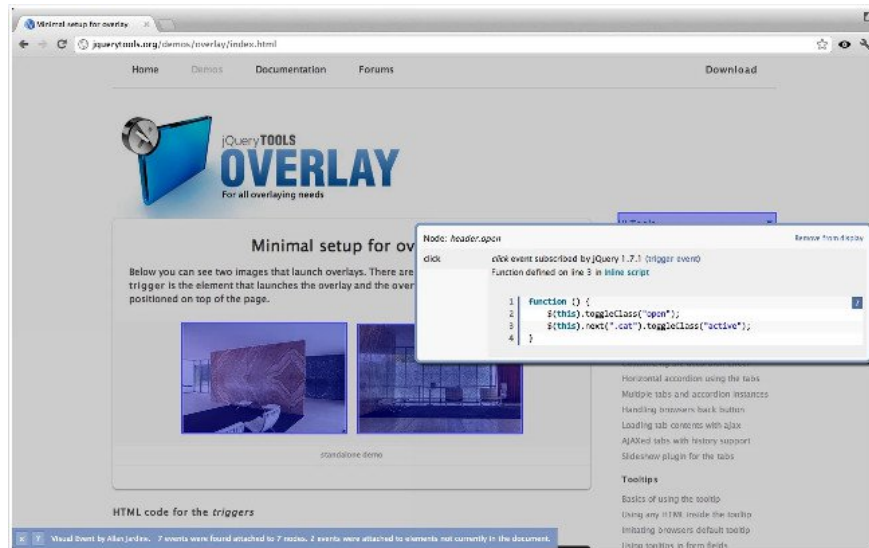 Minimal setup for overlay
jquerytools.org/demos/overlay/index.html
Home Demos Documentation Forums Download
jQuery TOOLS
OVERLAY
For all overlaying needs
Minimal setup for ov
Below you can see two images that launch overlays. There are
trigger is the element that launches the overlay and the over
positioned on top of the page.
standalone demo
HTML code for the triggers
Node: header.open
Remove from display
click
click event subscribed by jQuery 1.7.1 (trigger event)
Function defined on line 3 in inline script
1 function () {
2 $(this).toggleClass("open");
3 $(this).next(".cat").toggleClass("active");
4 }
Horizontal accordion using the tabs
Multiple tabs and accordion instances
Handling browsers back button
Loading tab contents with ajax
AJAXed tabs with history support
Slideshow plugin for the tabs
Tooltips
Basics of using the tooltip
Using any HTML inside the tooltip
Imitating browsers default tooltip
Using tooltips in form fields
x ? Visual Event by Allan Jardine. 7 events were found attached to 7 nodes. 2 events were attached to elements not currently in the document.